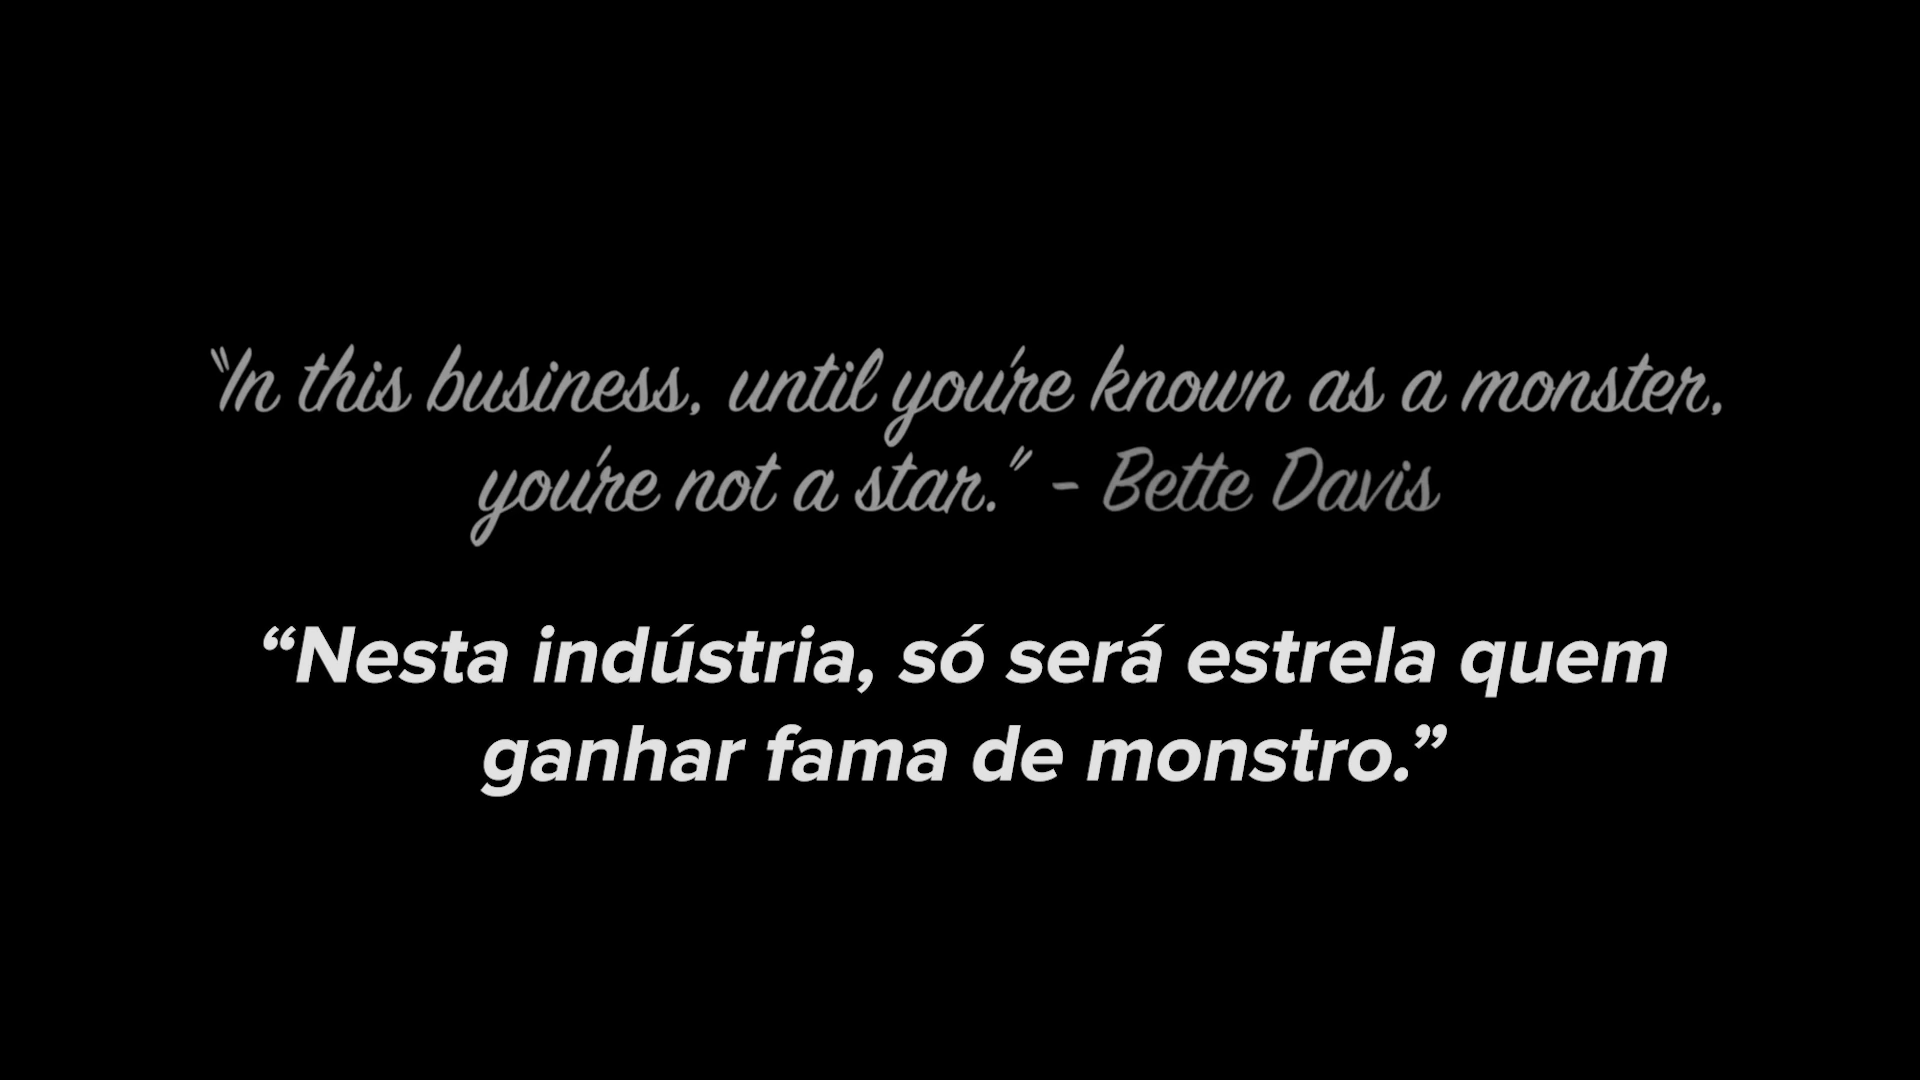 "In this business, until you're known as a monster,
you're not a star." - Bette Davis
“Nesta indústria, só será estrela quem
ganhar fama de monstro.”